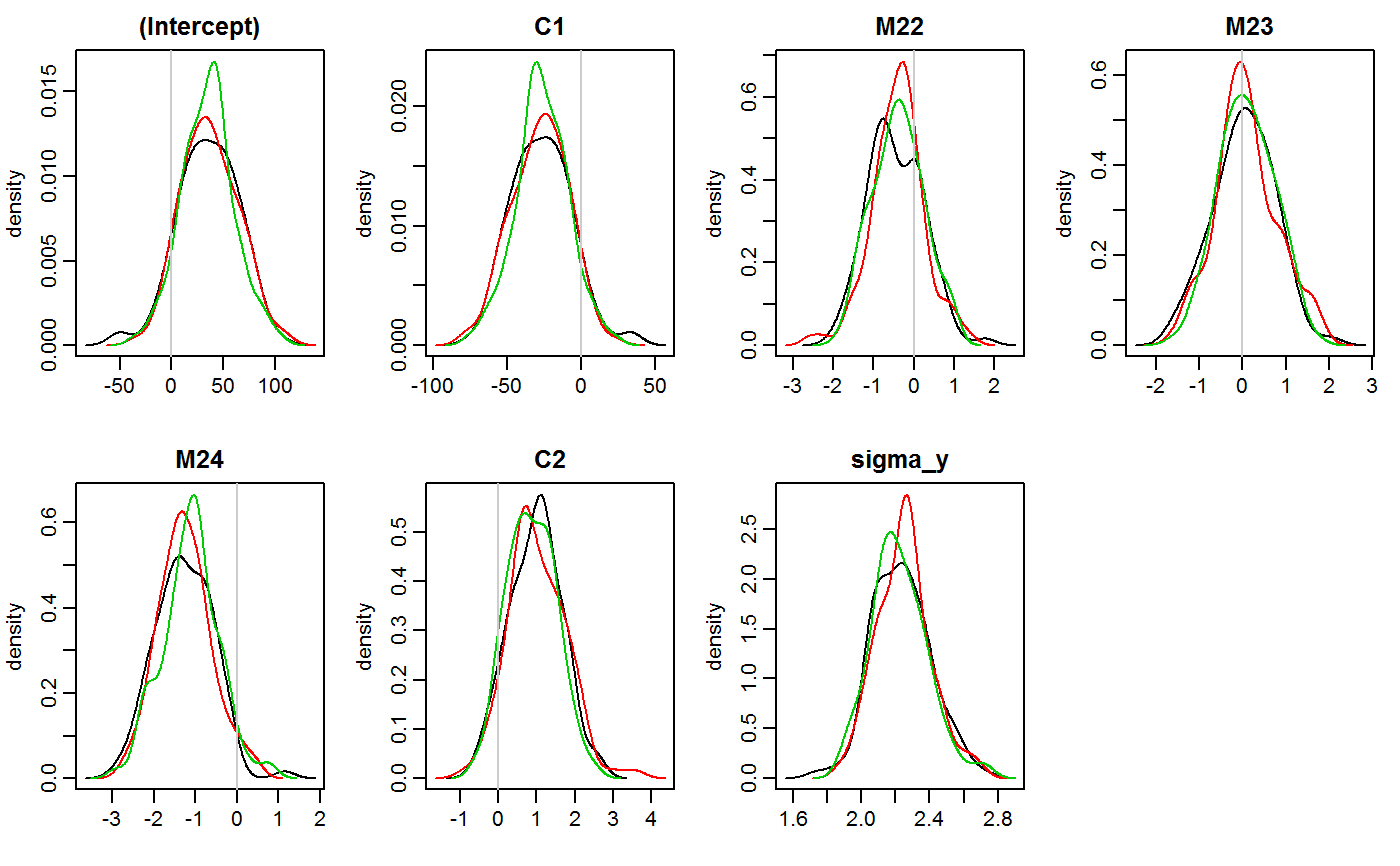 (Intercept)
density
0.000 0.005 0.010 0.015
-50 0 50 100
C1
density
0.000 0.010 0.020
-100 -50 0 50
M22
density
0.0 0.2 0.4 0.6
-3 -2 -1 0 1 2
M23
density
0.0 0.2 0.4 0.6
-2 -1 0 1 2 3
M24
density
0.0 0.2 0.4 0.6
-3 -2 -1 0 1 2
C2
density
0.0 0.1 0.2 0.3 0.4 0.5
-1 0 1 2 3 4
sigma_y
density
0.0 0.5 1.0 1.5 2.0 2.5
1.6 2.0 2.4 2.8